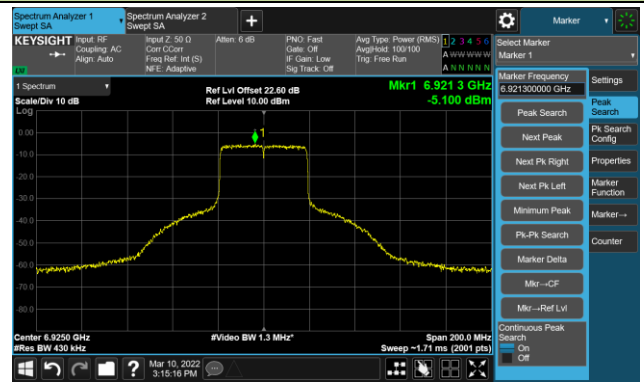 Spectrum Analyzer 1
Swept SA
Spectrum Analyzer 2
Swept SA
+
Marker
KEYSIGHT
Input: RF
Coupling: AC
Align: Auto
Input Z: 50 Ω
Corr CCorr
Freq Ref: Int (S)
NFE: Adaptive
Atten: 6 dB
PNO: Fast
Gate: Off
IF Gain: Low
Sig Track: Off
Avg Type: Power (RMS)
Avg|Hold: 100/100
Trig: Free Run
1 2 3 4 5 6
A W W W W W
A N N N N N
LW
Select Marker
Marker 1
1 Spectrum
Scale/Div 10 dB
Log
Ref Lvl Offset 22.60 dB
Ref Level 10.00 dBm
Mkr1 6.921 3 GHz
-5.100 dBm
0.00
-10.0
-20.0
-30.0
-40.0
-50.0
-60.0
-70.0
-80.0
1
Center 6.9250 GHz
#Res BW 430 kHz
#Video BW 1.3 MHz*
Span 200.0 MHz
Sweep ~1.71 ms (2001 pts)
Marker Frequency
6.921300000 GHz
Peak Search
Next Peak
Next Pk Right
Next Pk Left
Minimum Peak
Pk-Pk Search
Marker Delta
Mkr→CF
Mkr→Ref Lvl
Continuous Peak
Search
On
Off
Settings
Peak
Search
Pk Search
Config
Properties
Marker
Function
Marker→
Counter
?
Mar 10, 2022
3:15:16 PM